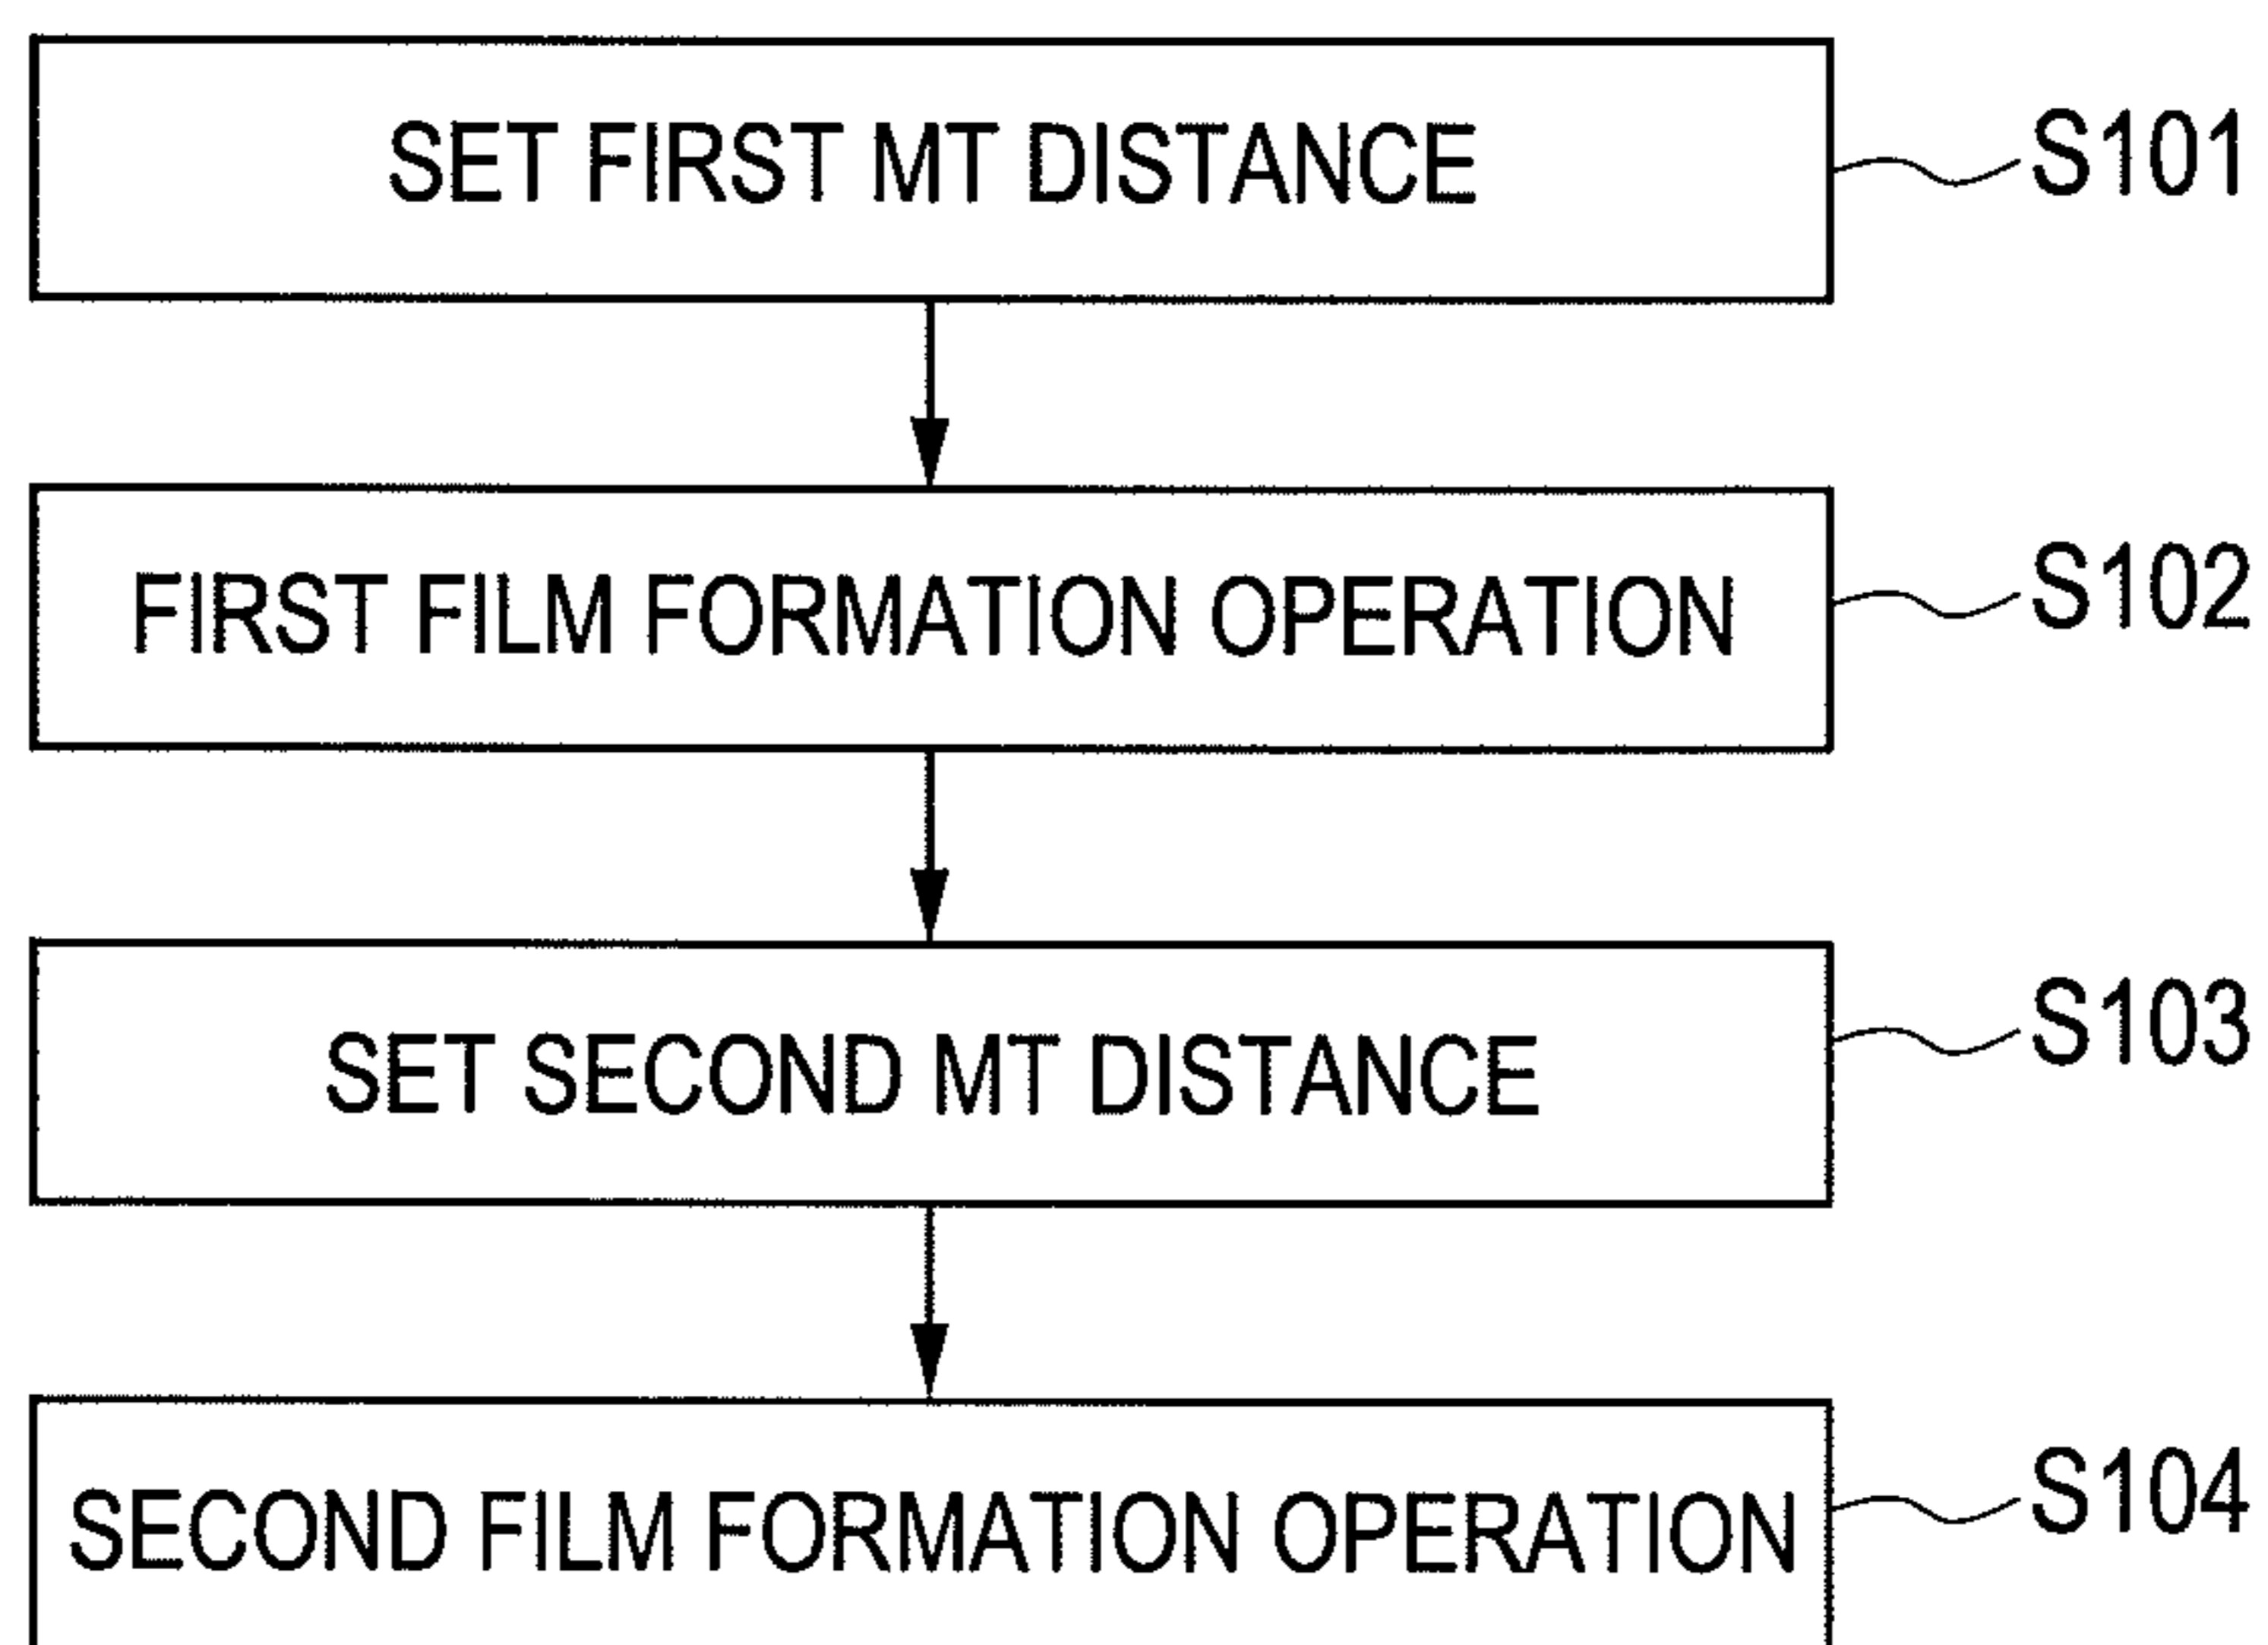 SET FIRST MT DISTANCE
S101
FIRST FILM FORMATION OPERATION
S102
SET SECOND MT DISTANCE
S103
SECOND FILM FORMATION OPERATION
S104